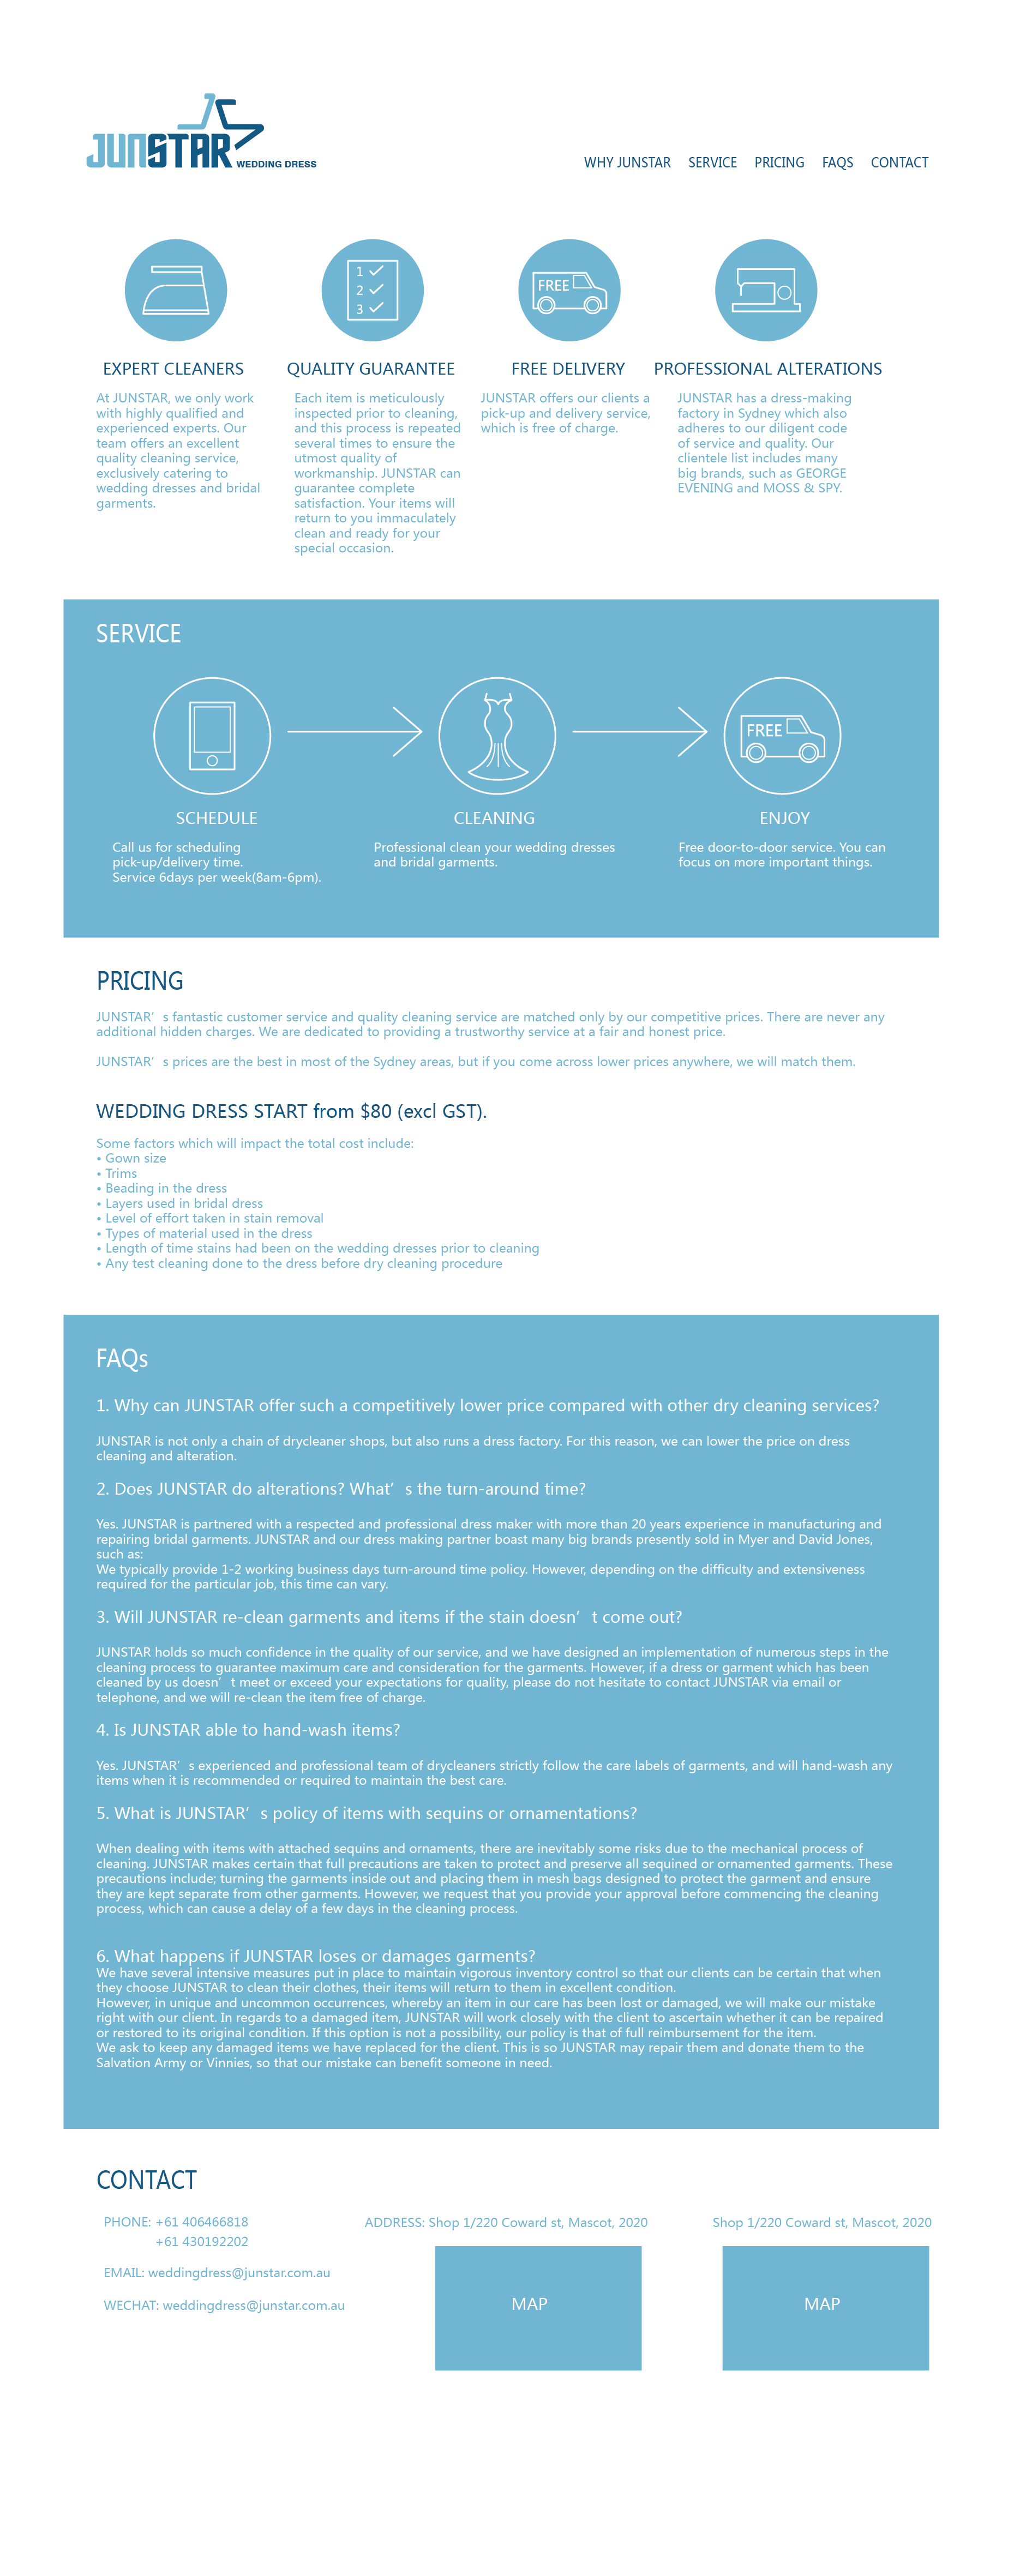 JUNSTAR WEDDING DRESS
WHY JUNSTAR SERVICE PRICING FAQS CONTACT
1
2
3
FREE
EXPERT CLEANERS
At JUNSTAR, we only work
with highly qualified and
experienced experts. Our
team offers an excellent
quality cleaning service,
exclusively catering to
wedding dresses and bridal
garments.
QUALITY GUARANTEE
Each item is meticulously
inspected prior to cleaning,
and this process is repeated
several times to ensure the
utmost quality of
workmanship. JUNSTAR can
guarantee complete
satisfaction. Your items will
return to you immaculately
clean and ready for your
special occasion.
FREE DELIVERY
JUNSTAR offers our clients a
pick-up and delivery service,
which is free of charge.
PROFESSIONAL ALTERATIONS
JUNSTAR has a dress-making
factory in Sydney which also
adheres to our diligent code
of service and quality. Our
clientele list includes many
big brands, such as GEORGE
EVENING and MOSS & SPY.
SERVICE
FREE
SCHEDULE
Call us for scheduling
pick-up/delivery time.
Service 6days per week(8am-6pm).
CLEANING
Professional clean your wedding dresses
and bridal garments.
ENJOY
Free door-to-door service. You can
focus on more important things.
PRICING
JUNSTAR' s fantastic customer service and quality cleaning service are matched only by our competitive prices. There are never any
additional hidden charges. We are dedicated to providing a trustworthy service at a fair and honest price.
JUNSTAR' s prices are the best in most of the Sydney areas, but if you come across lower prices anywhere, we will match them.
WEDDING DRESS START from $80 (excl GST).
Some factors which will impact the total cost include:
• Gown size
• Trims
• Beading in the dress
• Layers used in bridal dress
• Level of effort taken in stain removal
• Types of material used in the dress
• Length of time stains had been on the wedding dresses prior to cleaning
• Any test cleaning done to the dress before dry cleaning procedure
FAQs
1. Why can JUNSTAR offer such a competitively lower price compared with other dry cleaning services?
JUNSTAR is not only a chain of drycleaner shops, but also runs a dress factory. For this reason, we can lower the price on dress
cleaning and alteration.
2. Does JUNSTAR do alterations? What' s the turn-around time?
Yes. JUNSTAR is partnered with a respected and professional dress maker with more than 20 years experience in manufacturing and
repairing bridal garments. JUNSTAR and our dress making partner boast many big brands presently sold in Myer and David Jones,
such as:
We typically provide 1-2 working business days turn-around time policy. However, depending on the difficulty and extensiveness
required for the particular job, this time can vary.
3. Will JUNSTAR re-clean garments and items if the stain doesn' t come out?
JUNSTAR holds so much confidence in the quality of our service, and we have designed an implementation of numerous steps in the
cleaning process to guarantee maximum care and consideration for the garments. However, if a dress or garment which has been
cleaned by us doesn' t meet or exceed your expectations for quality, please do not hesitate to contact JUNSTAR via email or
telephone, and we will re-clean the item free of charge.
4. Is JUNSTAR able to hand-wash items?
Yes. JUNSTAR' s experienced and professional team of drycleaners strictly follow the care labels of garments, and will hand-wash any
items when it is recommended or required to maintain the best care.
5. What is JUNSTAR' s policy of items with sequins or ornamentations?
When dealing with items with attached sequins and ornaments, there are inevitably some risks due to the mechanical process of
cleaning. JUNSTAR makes certain that full precautions are taken to protect and preserve all sequined or ornamented garments. These
precautions include; turning the garments inside out and placing them in mesh bags designed to protect the garment and ensure
they are kept separate from other garments. However, we request that you provide your approval before commencing the cleaning
process, which can cause a delay of a few days in the cleaning process.
6. What happens if JUNSTAR loses or damages garments?
We have several intensive measures put in place to maintain vigorous inventory control so that our clients can be certain that when
they choose JUNSTAR to clean their clothes, their items will return to them in excellent condition.
However, in unique and uncommon occurrences, whereby an item in our care has been lost or damaged, we will make our mistake
right with our client. In regards to a damaged item, JUNSTAR will work closely with the client to ascertain whether it can be repaired
or restored to its original condition. If this option is not a possibility, our policy is that of full reimbursement for the item.
We ask to keep any damaged items we have replaced for the client. This is so JUNSTAR may repair them and donate them to the
Salvation Army or Vinnies, so that our mistake can benefit someone in need.
CONTACT
PHONE: +61 406466818
+61 430192202
EMAIL: weddingdress@junstar.com.au
WECHAT: weddingdress@junstar.com.au
ADDRESS: Shop 1/220 Coward st, Mascot, 2020
MAP
Shop 1/220 Coward st, Mascot, 2020
MAP